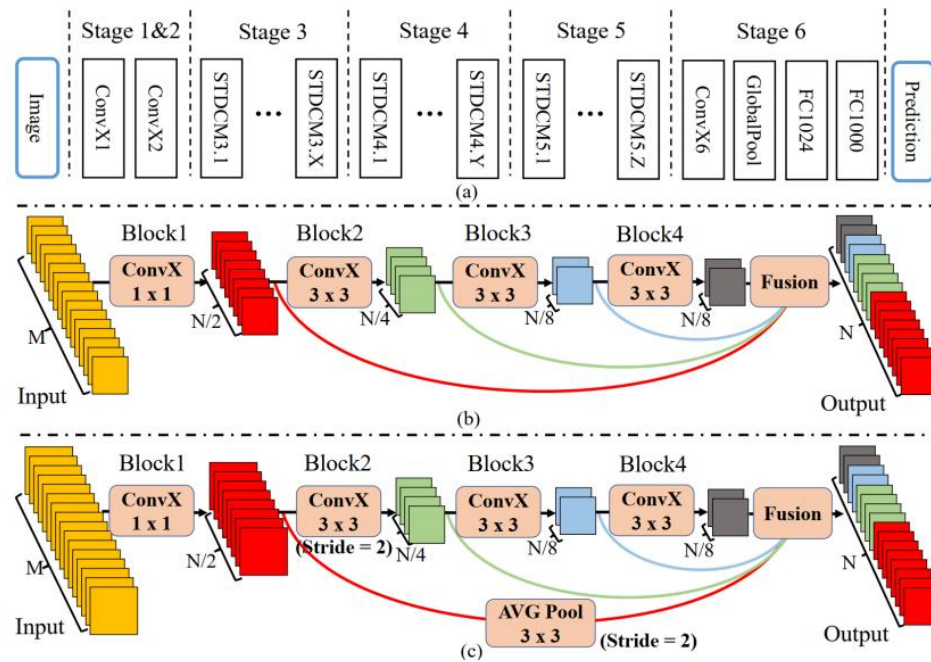 Stage 1&2
Stage 3
Stage 4
Stage 5
Stage 6
Image
ConvX1
ConvX2
STDCM3.1
...
STDCM3.X
STDCM4.1
...
STDCM4.Y
STDCM5.1
...
STDCM5.Z
ConvX6
GlobalPool
FC1024
FC1000
Prediction
(a)
Block1
Block2
Block3
Block4
ConvX
1 x 1
ConvX
3 x 3
ConvX
3 x 3
ConvX
3 x 3
Fusion
M
N/2
N/4
N/8
N/8
N
Input
Output
(b)
Block1
Block2
Block3
Block4
ConvX
1 x 1
ConvX
3 x 3
(Stride = 2)
ConvX
3 x 3
ConvX
3 x 3
Fusion
M
N/2
N/4
N/8
N/8
N
AVG Pool
3 x 3
(Stride = 2)
Input
Output
(c)